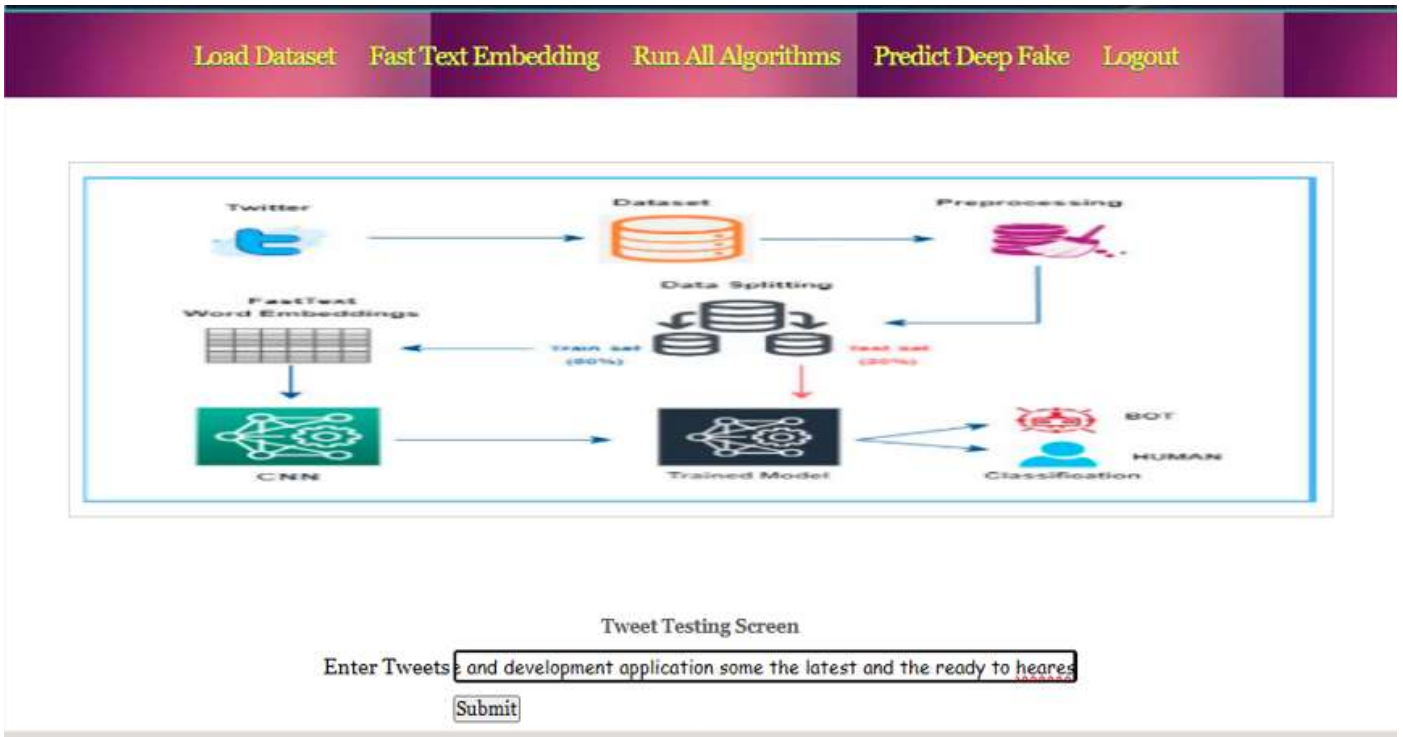 Load Dataset Fast Text Embedding Run All Algorithms Predict Deep Fake Logout
Twitter Dataset Preprocessing
Data Splitting
FastText
Word Embeddings
Train set Test set
(80%) (20%)
BOT
HUMAN
CNN Trained Model Classification
Tweet Testing Screen
Enter Tweets and development application some the latest and the ready to heares
Submit